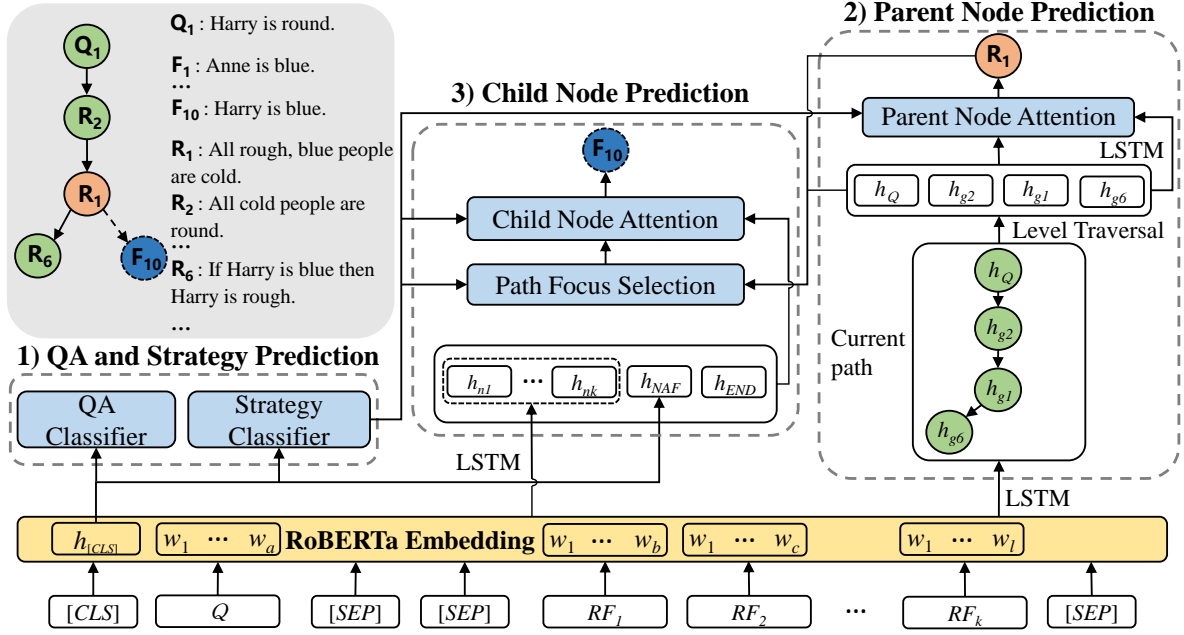 Q1
R2
R1
R6
F10
Q1 : Harry is round.
F1 : Anne is blue.
...
F10 : Harry is blue.
R1 : All rough, blue people
are cold.
R2 : All cold people are
round.
...
R6 : If Harry is blue then
Harry is rough.
...
1) QA and Strategy Prediction
QA
Classifier
Strategy
Classifier
3) Child Node Prediction
F10
Child Node Attention
Path Focus Selection
hn1 ... hnk hNAF hEND
LSTM
2) Parent Node Prediction
R1
Parent Node Attention
LSTM
hQ hg2 hg1 hg6
Level Traversal
Current
path
hQ
hg2
hg1
hg6
LSTM
h[CLS] w1 ... wa RoBERTa Embedding w1 ... wb w1 ... wc w1 ... wl
[CLS] Q [SEP] [SEP] RF1 RF2 ... RFk [SEP]